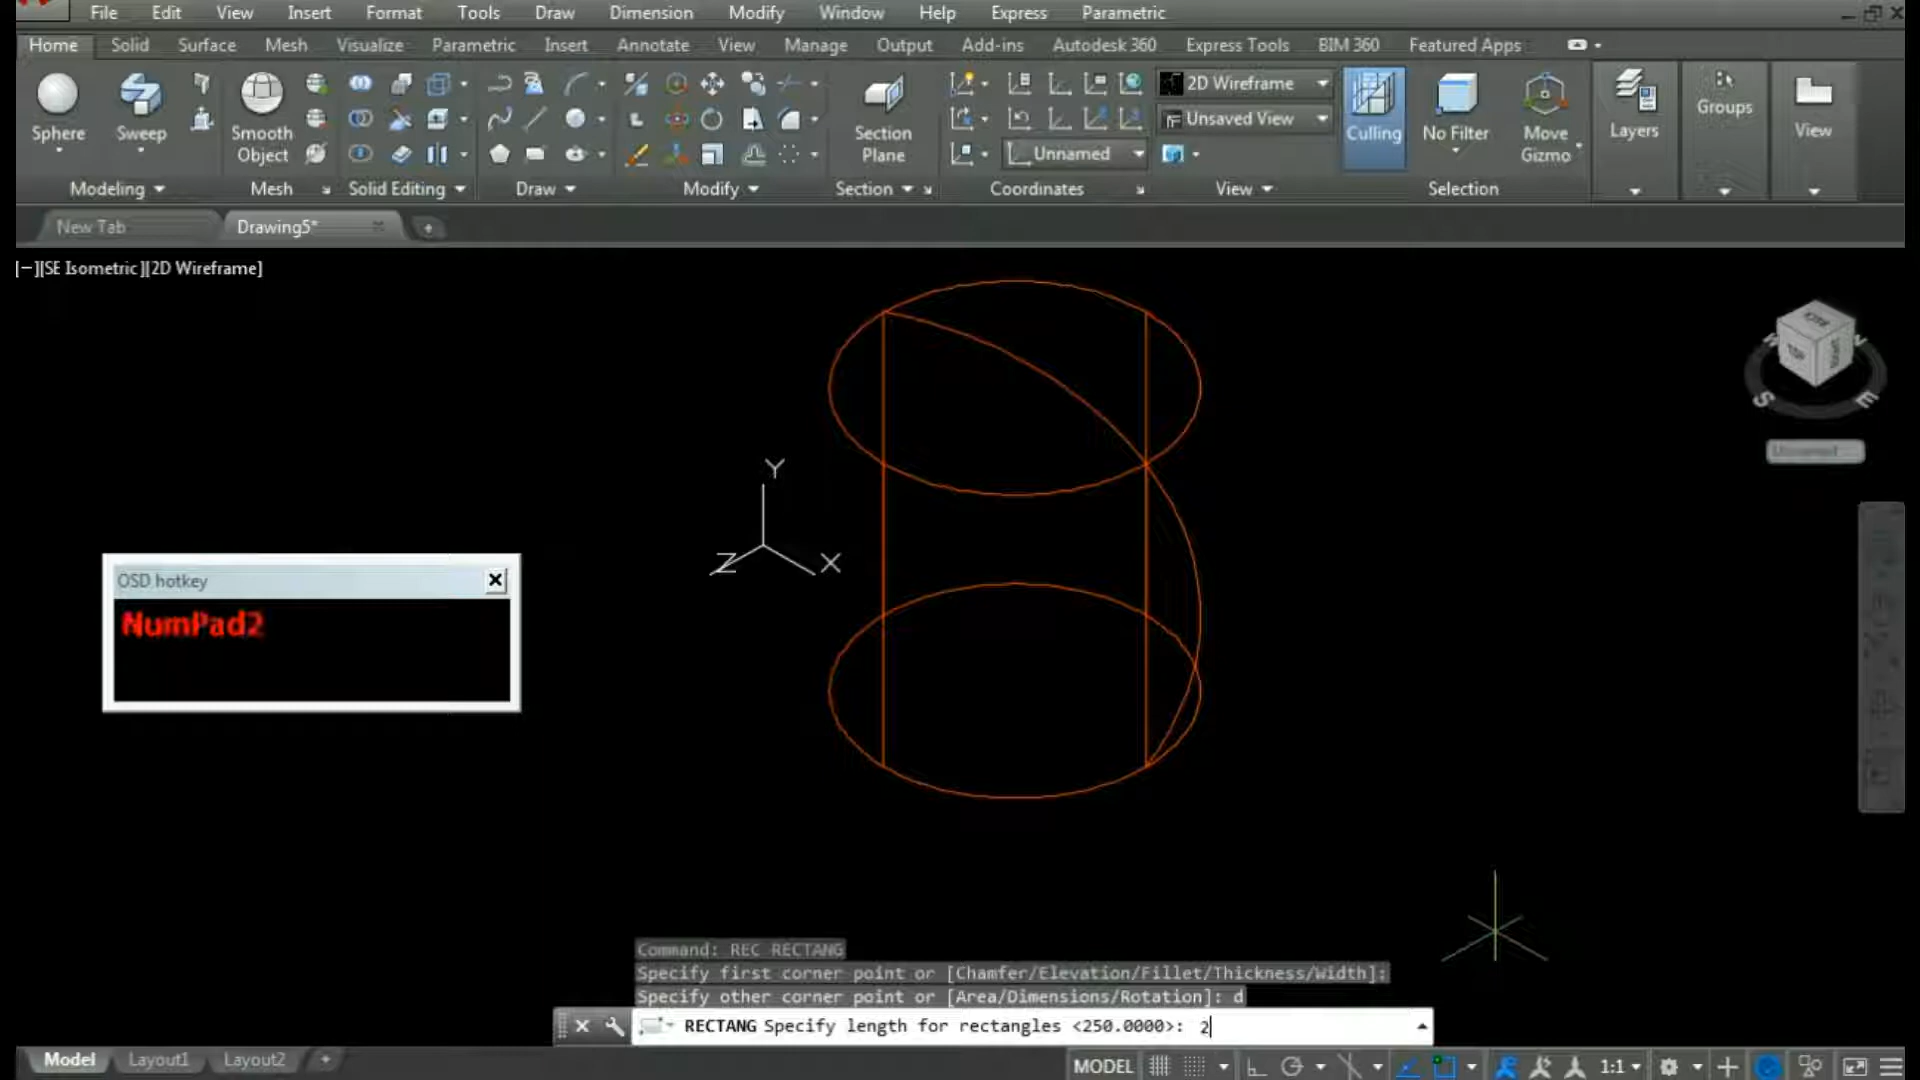 File Edit View Insert Format Tools Draw Dimension Modify Window Help Express Parametric
Home Solid Surface Mesh Visualize Parametric Insert Annotate View Manage Output Add-ins Autodesk 360 Express Tools BIM 360 Featured Apps
2D Wireframe
Unsaved View
Unnamed
Sphere
Sweep
Smooth
Object
Section
Plane
Culling
No Filter
Move
Gizmo
Layers
Groups
View
Modeling Mesh Solid Editing Draw Modify Section Coordinates View Selection
New Tab Drawing5*
[−][SE Isometric][2D Wireframe]
TOP
S
E
Y
Z
X
OSD hotkey
NumPad2
Command: REC RECTANG
Specify first corner point or [Chamfer/Elevation/Fillet/Thickness/Width]:
Specify other corner point or [Area/Dimensions/Rotation]: d
RECTANG Specify length for rectangles <250.0000>: 2
Model Layout1 Layout2
MODEL
1:1